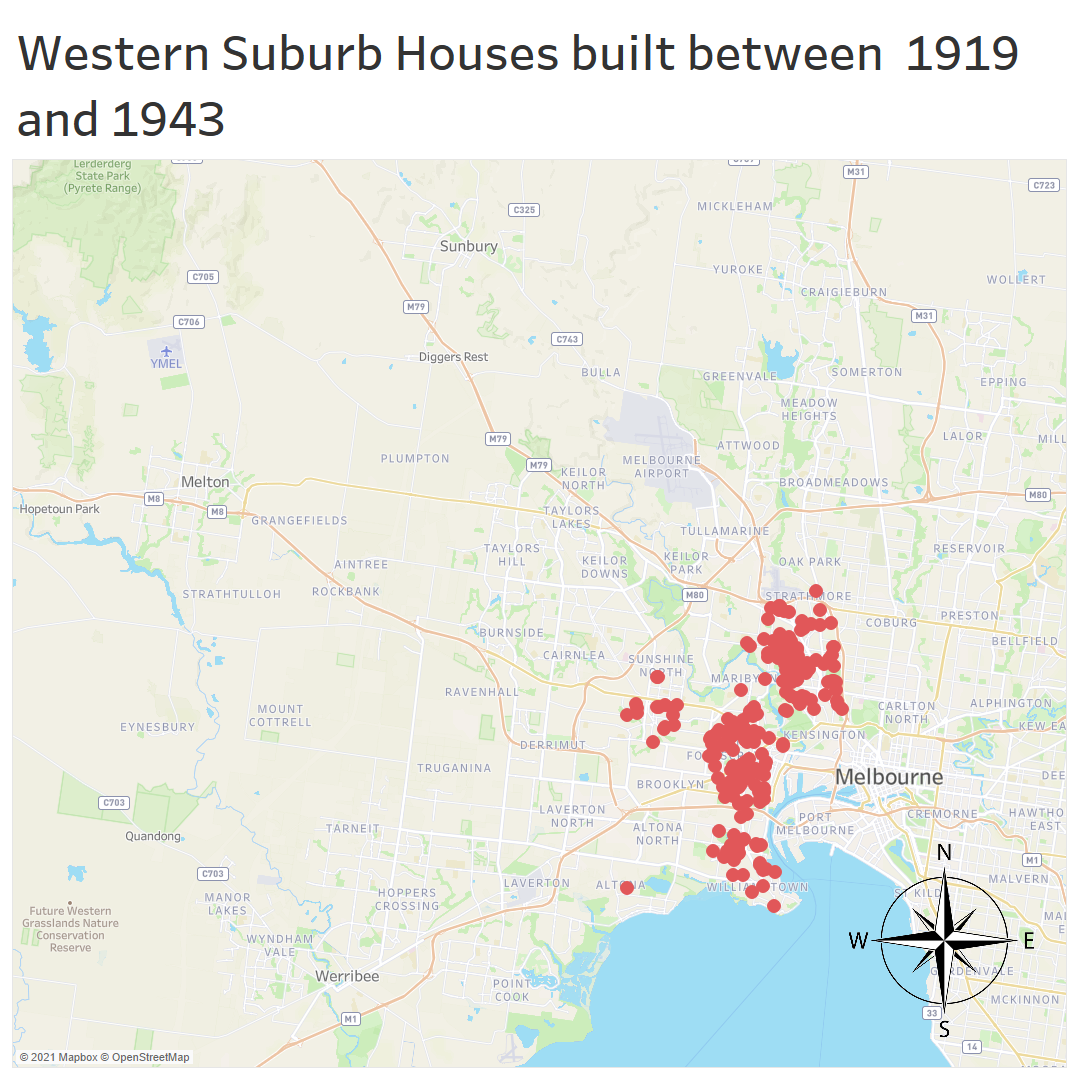 Western Suburb Houses built between 1919
and 1943
Lerderderg
State Park
(Pyrete Range)
M31
C723
C325
MICKLEHAM
Sunbury
YUROKE
C705
WOLLERT
CRAIGIEBURN
M79
M31
C706
C743
YMEL
Diggers Rest
BULLA
GREENVALE
SOMERTON
EPPING
MEADOW
HEIGHTS
M79
LALOR
MILL
ATTWOOD
PLUMPTON
M79
MELBOURNE
AIRPORT
KEILOR
NORTH
Melton
BROADMEADOWS
M8
M80
Hopetoun Park
M8
GRANGEFIELDS
TAYLORS
LAKES
TULLAMARINE
TAYLORS
HILL
RESERVOIR
KEILOR
DOWNS
KEILOR
PARK
OAK PARK
AINTREE
STRATHTULLOH
ROCKBANK
M80
STRATHMORE
PRESTON
COBURG
BURNSIDE
BELLFIELD
CAIRNLEA
SUNSHINE
NORTH
MARIBY
RAVENHALL
CARLTON
NORTH
ALPHINGTON
MOUNT
COTTRELL
EYNESBURY
KEW EA
KENSINGTON
DERRIMUT
FO
TRUGANINA
BROOKLYN
Melbourne
DEE
C703
LAVERTON
NORTH
PORT
MELBOURNE
CREMORNE
HAWTHO
EAST
Quandong
TARNEIT
ALTONA
NORTH
N
M1
C703
MALVERN
LAVERTON
WILLIA TOWN
HOPPERS
CROSSING
MANOR
LAKES
Future Western
Grasslands Nature
Conservation
Reserve
WYNDHAM
VALE
W
E
Werribee
POINT
COOK
MCKINNON
33
M1
S
14
© 2021 Mapbox © OpenStreetMap